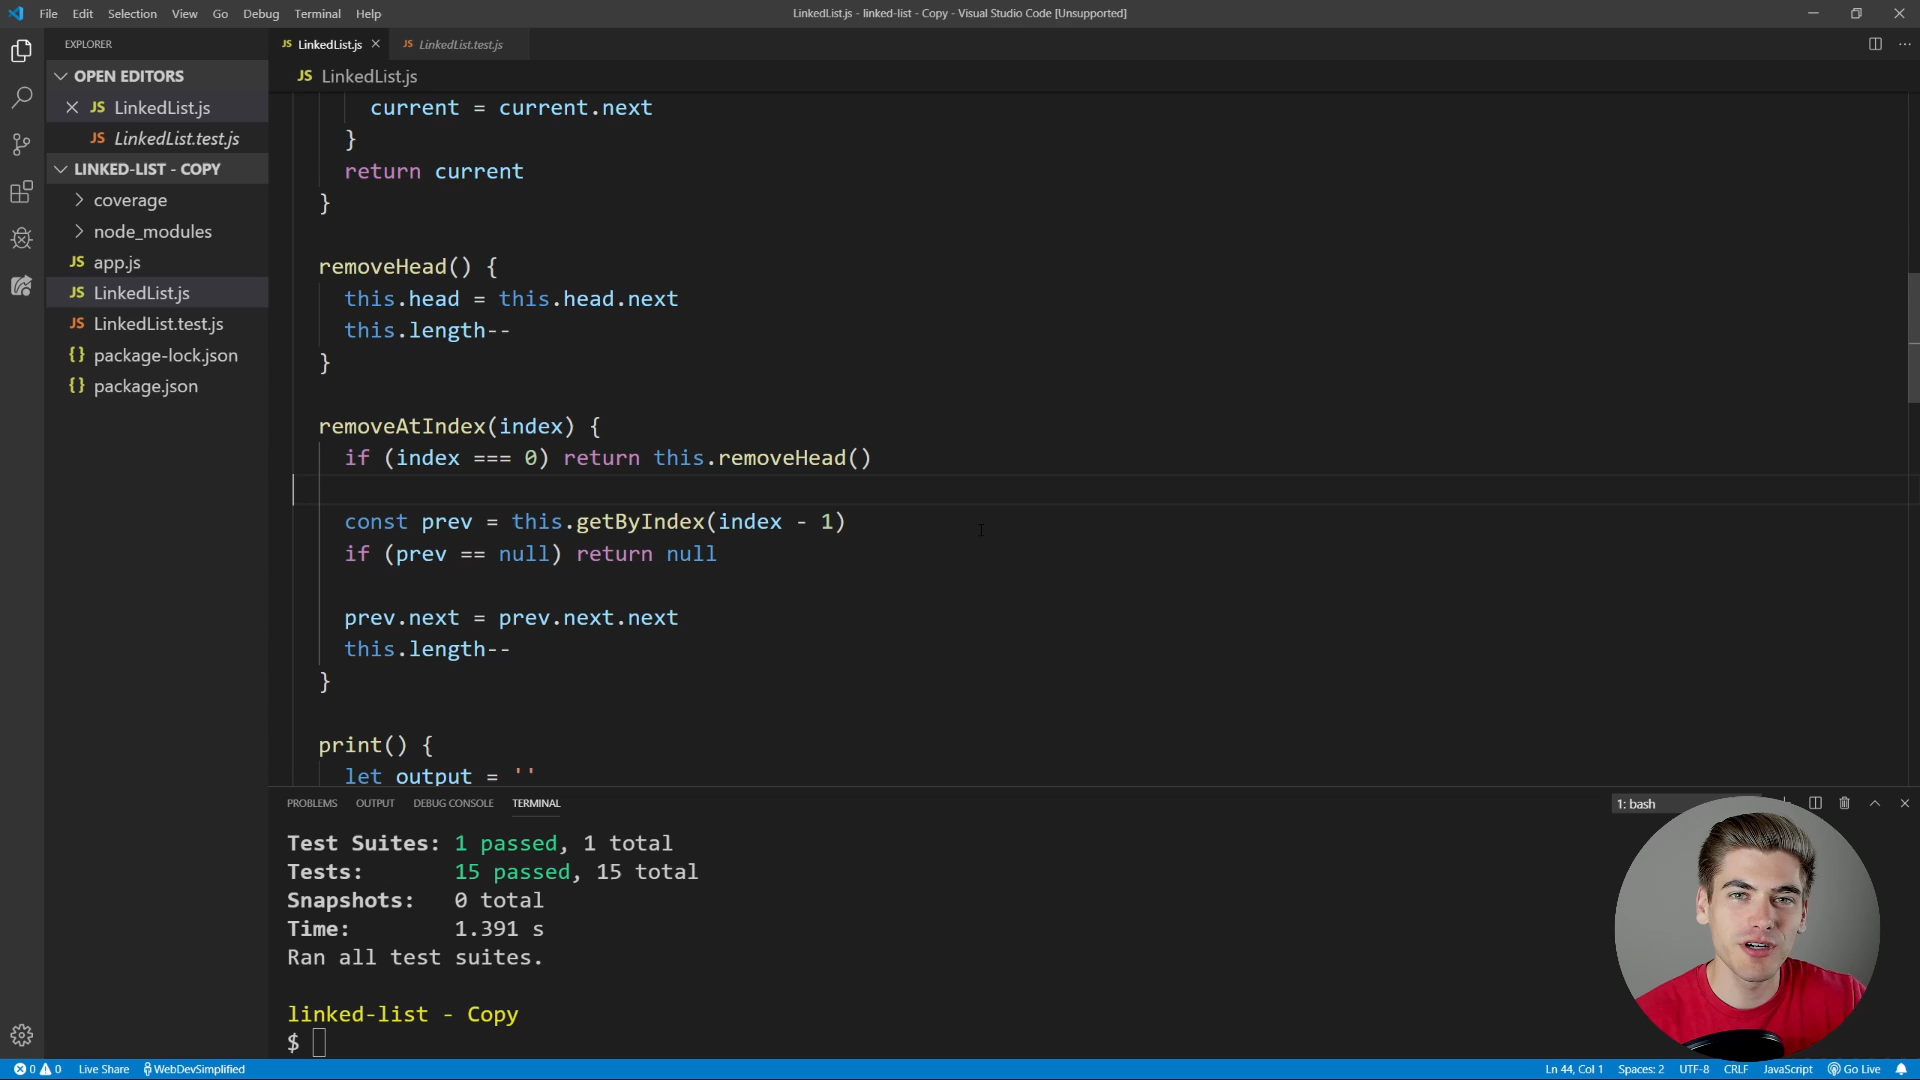 File Edit Selection View Go Debug Terminal Help
LinkedList.js - linked-list - Copy - Visual Studio Code [Unsupported]
EXPLORER
OPEN EDITORS
JS LinkedList.js
JS LinkedList.test.js
LINKED-LIST - COPY
coverage
node_modules
JS app.js
JS LinkedList.js
JS LinkedList.test.js
{} package-lock.json
{} package.json
JS LinkedList.js JS LinkedList.test.js
JS LinkedList.js
current = current.next
}
return current
}
removeHead() {
this.head = this.head.next
this.length--
}
removeAtIndex(index) {
if (index === 0) return this.removeHead()
const prev = this.getByIndex(index - 1)
if (prev == null) return null
prev.next = prev.next.next
this.length--
}
print() {
let output = ''
PROBLEMS OUTPUT DEBUG CONSOLE TERMINAL 1: bash
Test Suites: 1 passed, 1 total
Tests: 15 passed, 15 total
Snapshots: 0 total
Time: 1.391 s
Ran all test suites.
linked-list - Copy
$
0 0 Live Share WebDevSimplified Ln 44, Col 1 Spaces: 2 UTF-8 CRLF JavaScript Go Live